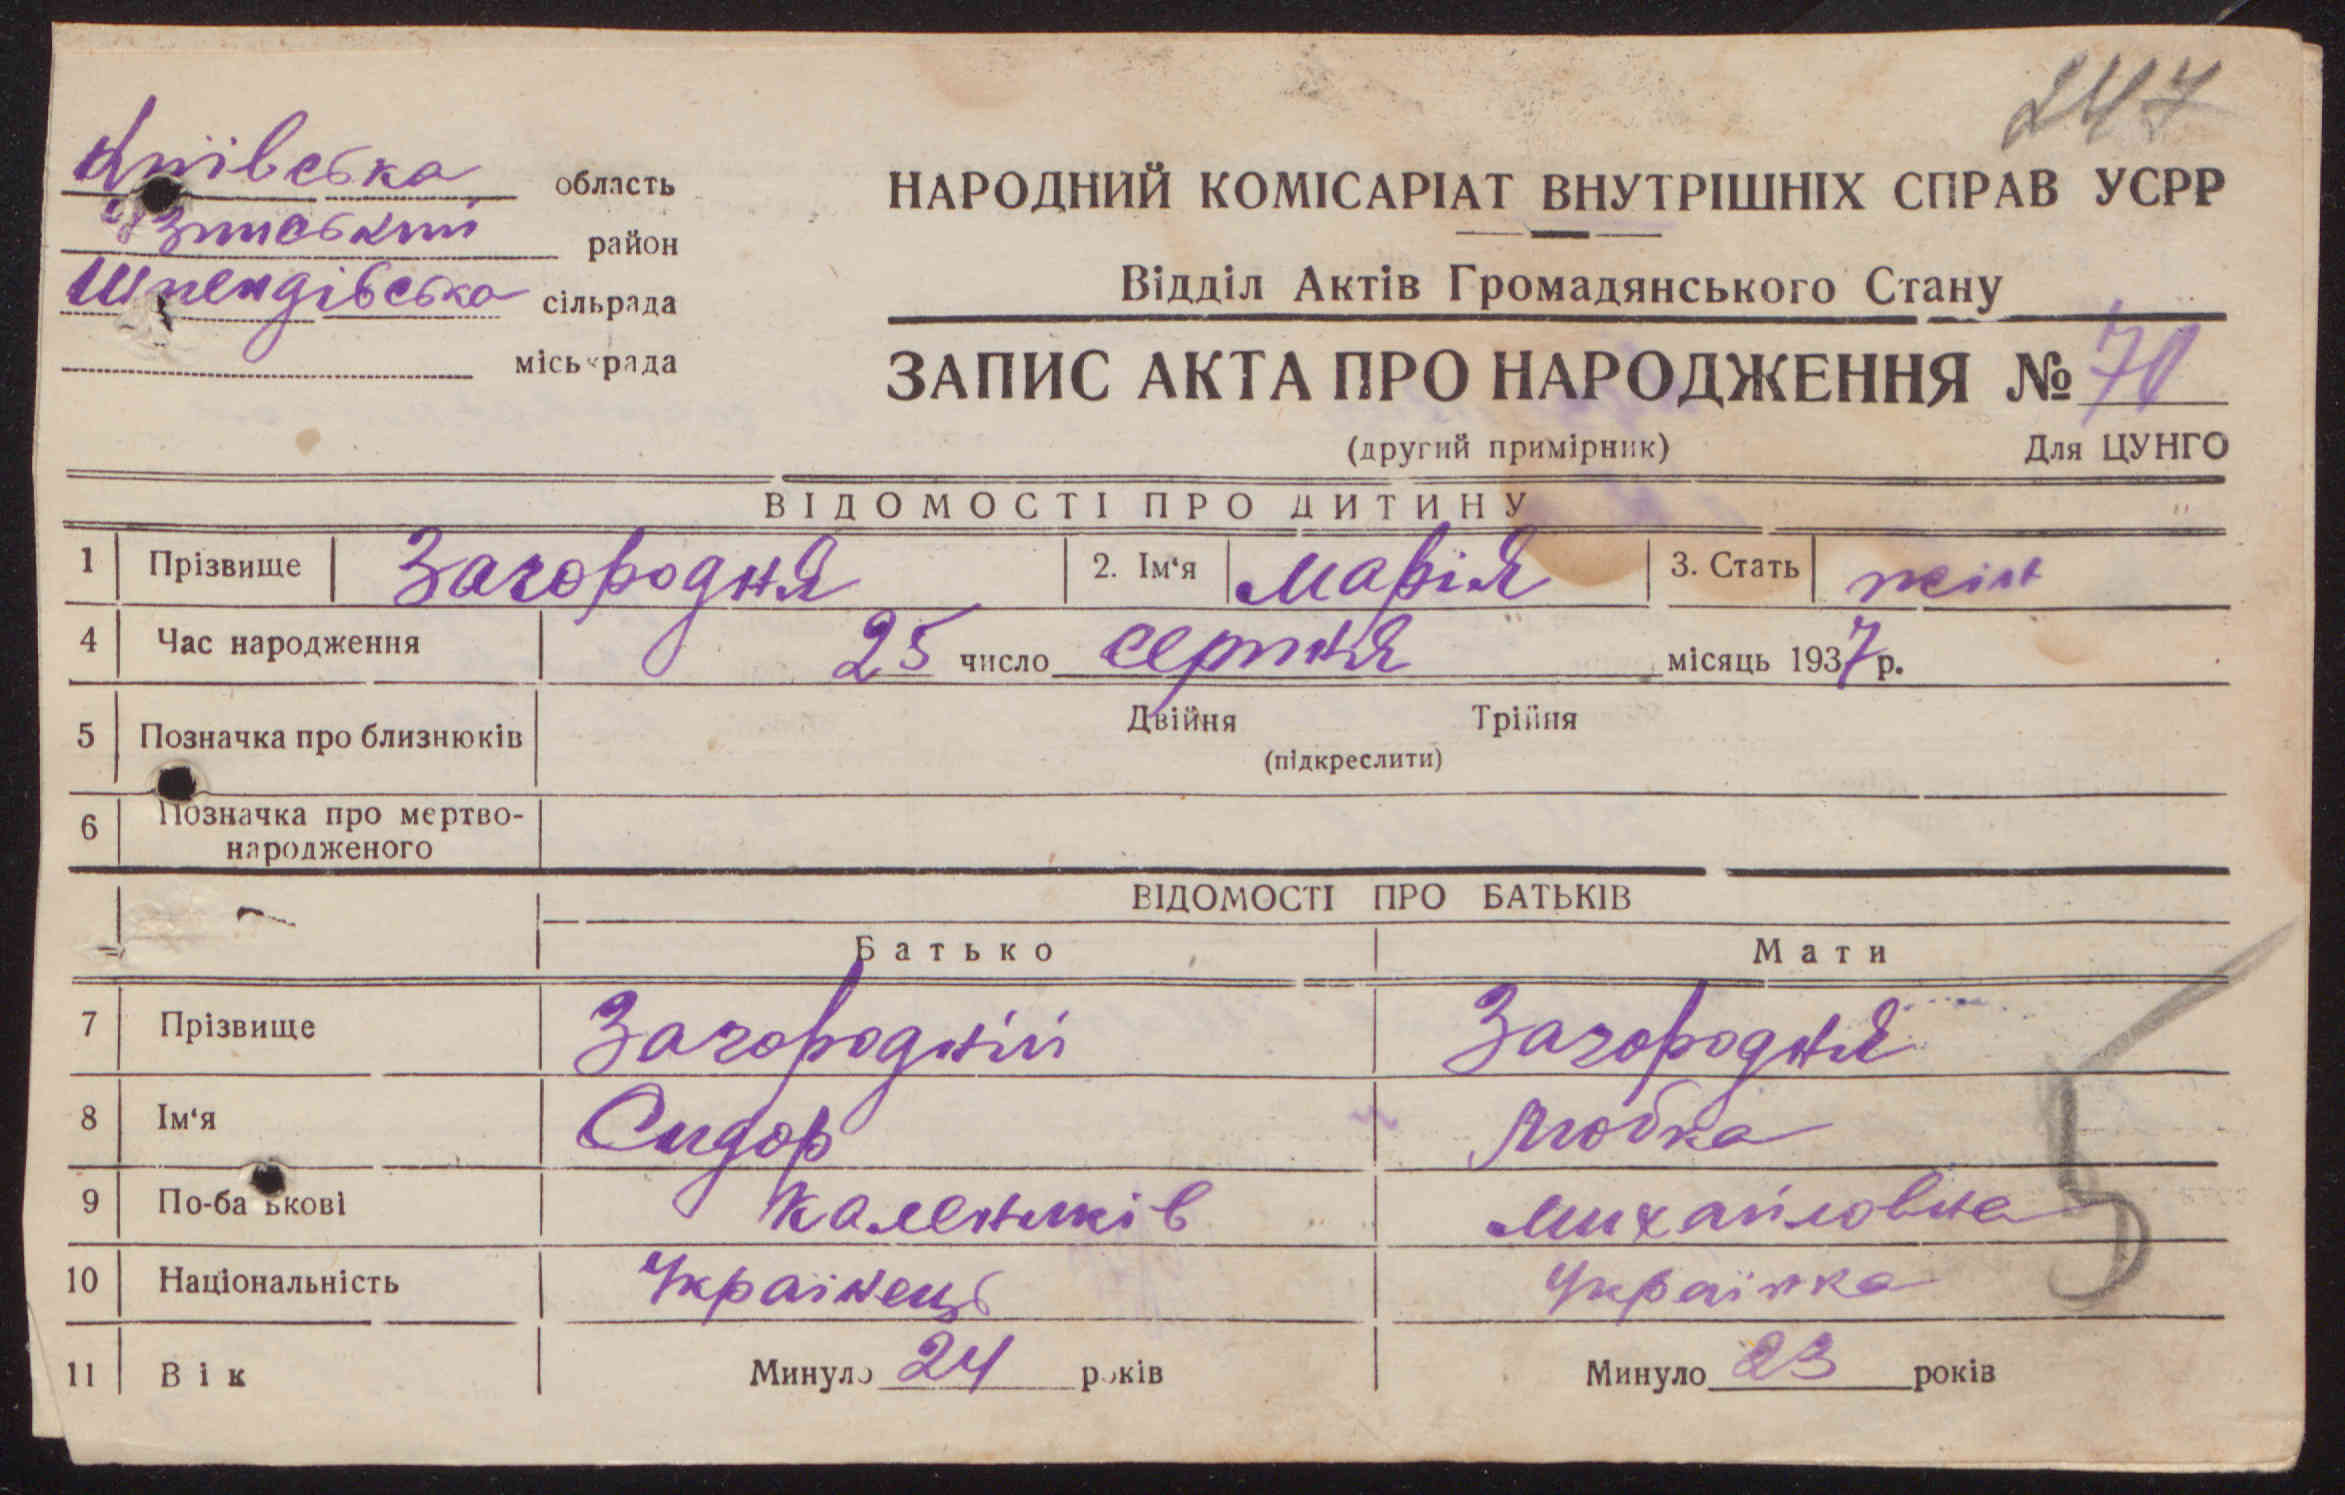 247
Київська область
Узинський район
Шпендівська сільрада
міськрада
НАРОДНИЙ КОМІСАРІАТ ВНУТРІШНІХ СПРАВ УСРР
Відділ Актів Громадянського Стану
ЗАПИС АКТА ПРО НАРОДЖЕННЯ № 70
(другий примірник) Для ЦУНГО
ВІДОМОСТІ ПРО ДИТИНУ
1 Прізвище Загородня 2. Ім‘я Марія 3. Стать жін
4 Час народження 25 число серпня місяць 1937 р.
5 Позначка про близнюків Двійня Трійня
(підкреслити)
6 Позначка про мертво-
народженого
ВІДОМОСТІ ПРО БАТЬКІВ
Батько Мати
7 Прізвище Загородній Загородня
8 Ім‘я Сидор Любка
9 По-батькові Калеників Михайловна
10 Національність Українець Українка
11 Вік Минуло 24 років Минуло 23 років
5